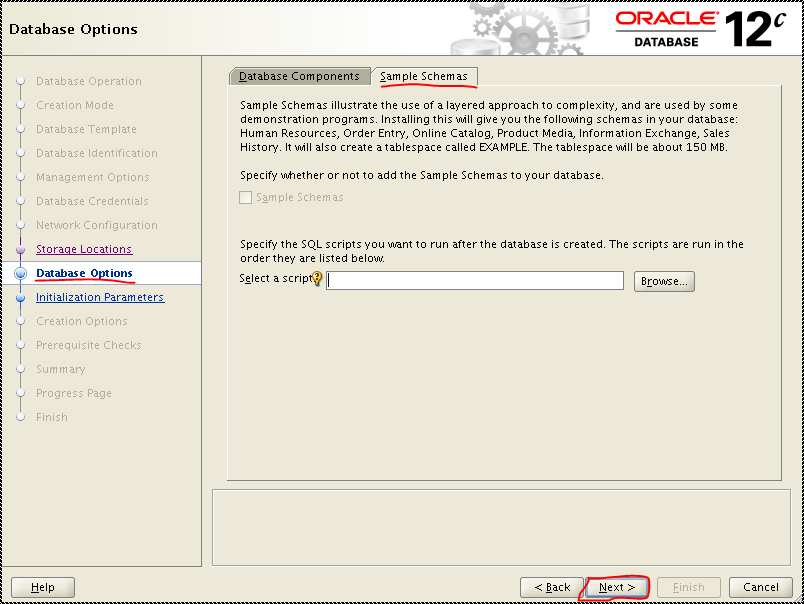 Database Options
ORACLE®
DATABASE
12c
Database Operation
Creation Mode
Database Template
Database Identification
Management Options
Database Credentials
Network Configuration
Storage Locations
Database Options
Initialization Parameters
Creation Options
Prerequisite Checks
Summary
Progress Page
Finish
Database Components
Sample Schemas
Sample Schemas illustrate the use of a layered approach to complexity, and are used by some
demonstration programs. Installing this will give you the following schemas in your database:
Human Resources, Order Entry, Online Catalog, Product Media, Information Exchange, Sales
History. It will also create a tablespace called EXAMPLE. The tablespace will be about 150 MB.
Specify whether or not to add the Sample Schemas to your database.
Sample Schemas
Specify the SQL scripts you want to run after the database is created. The scripts are run in the
order they are listed below.
Select a script
Browse...
Help
< Back
Next >
Finish
Cancel